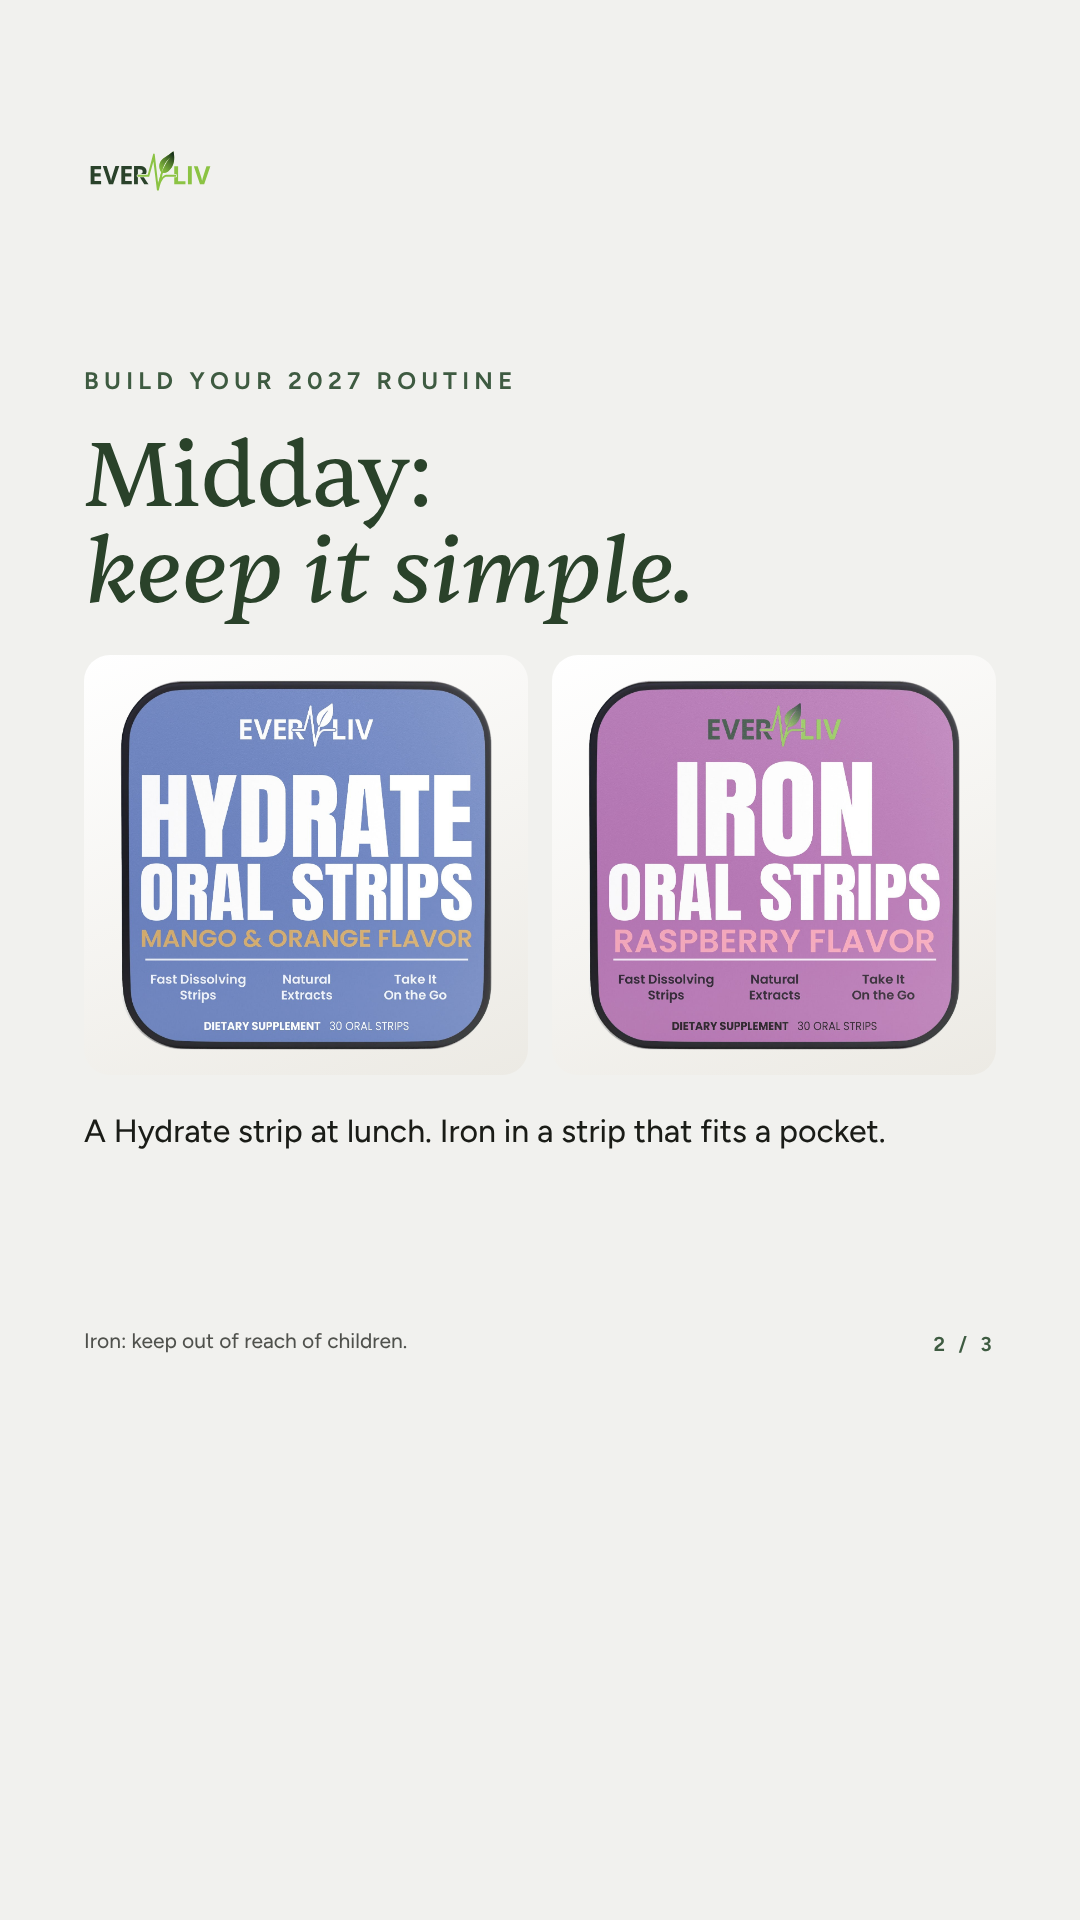 EVERLIV
BUILD YOUR 2027 ROUTINE
Midday:
keep it simple.
EVERLIV
HYDRATE
ORAL STRIPS
MANGO & ORANGE FLAVOR
Fast Dissolving Strips
Natural Extracts
Take It On the Go
DIETARY SUPPLEMENT 30 ORAL STRIPS
EVERLIV
IRON
ORAL STRIPS
RASPBERRY FLAVOR
Fast Dissolving Strips
Natural Extracts
Take It On the Go
DIETARY SUPPLEMENT 30 ORAL STRIPS
A Hydrate strip at lunch. Iron in a strip that fits a pocket.
Iron: keep out of reach of children.
2 / 3